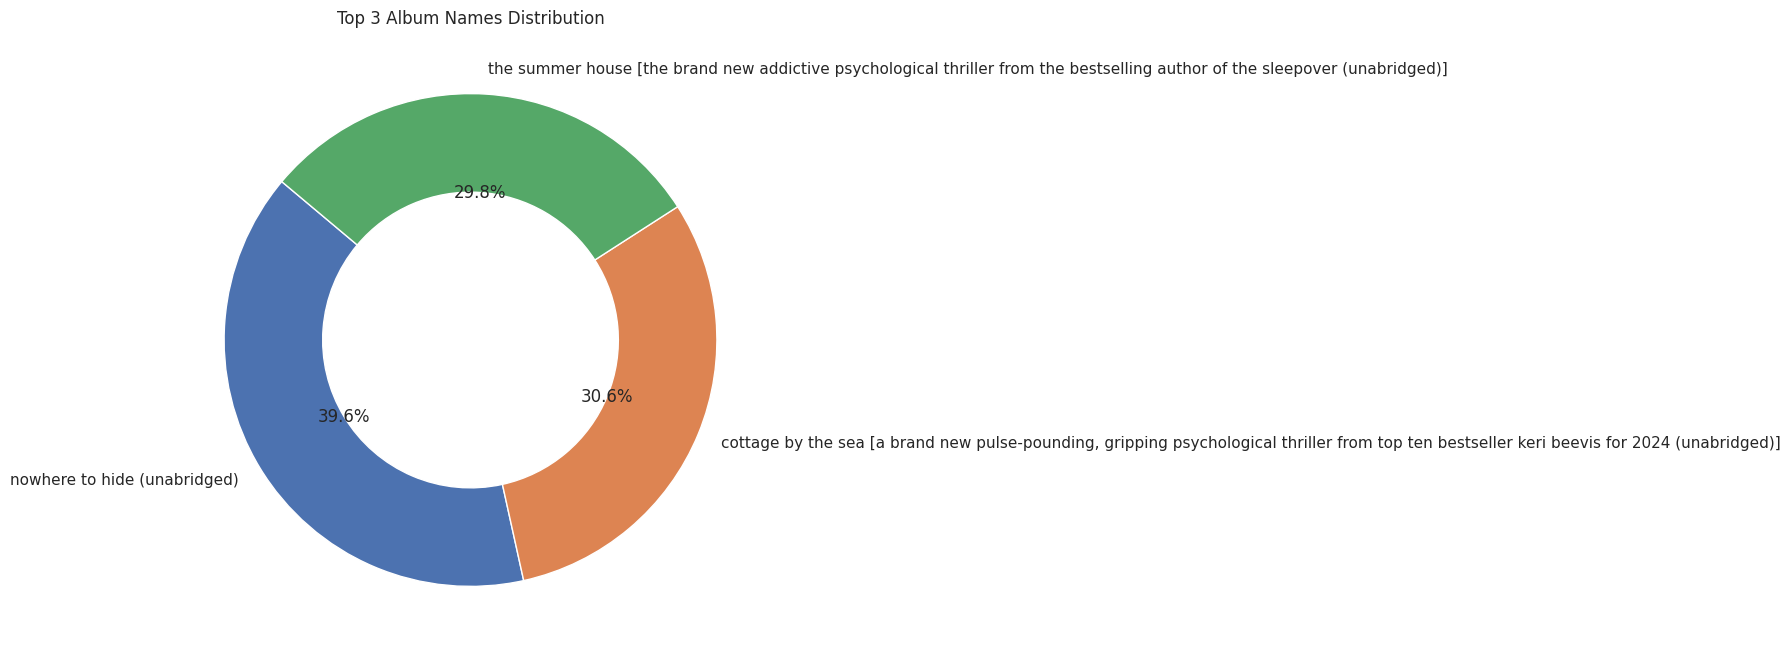 Top 3 Album Names Distribution
the summer house [the brand new addictive psychological thriller from the bestselling author of the sleepover (unabridged)]
29.8%
30.6%
39.6%
cottage by the sea [a brand new pulse-pounding, gripping psychological thriller from top ten bestseller keri beevis for 2024 (unabridged)]
nowhere to hide (unabridged)